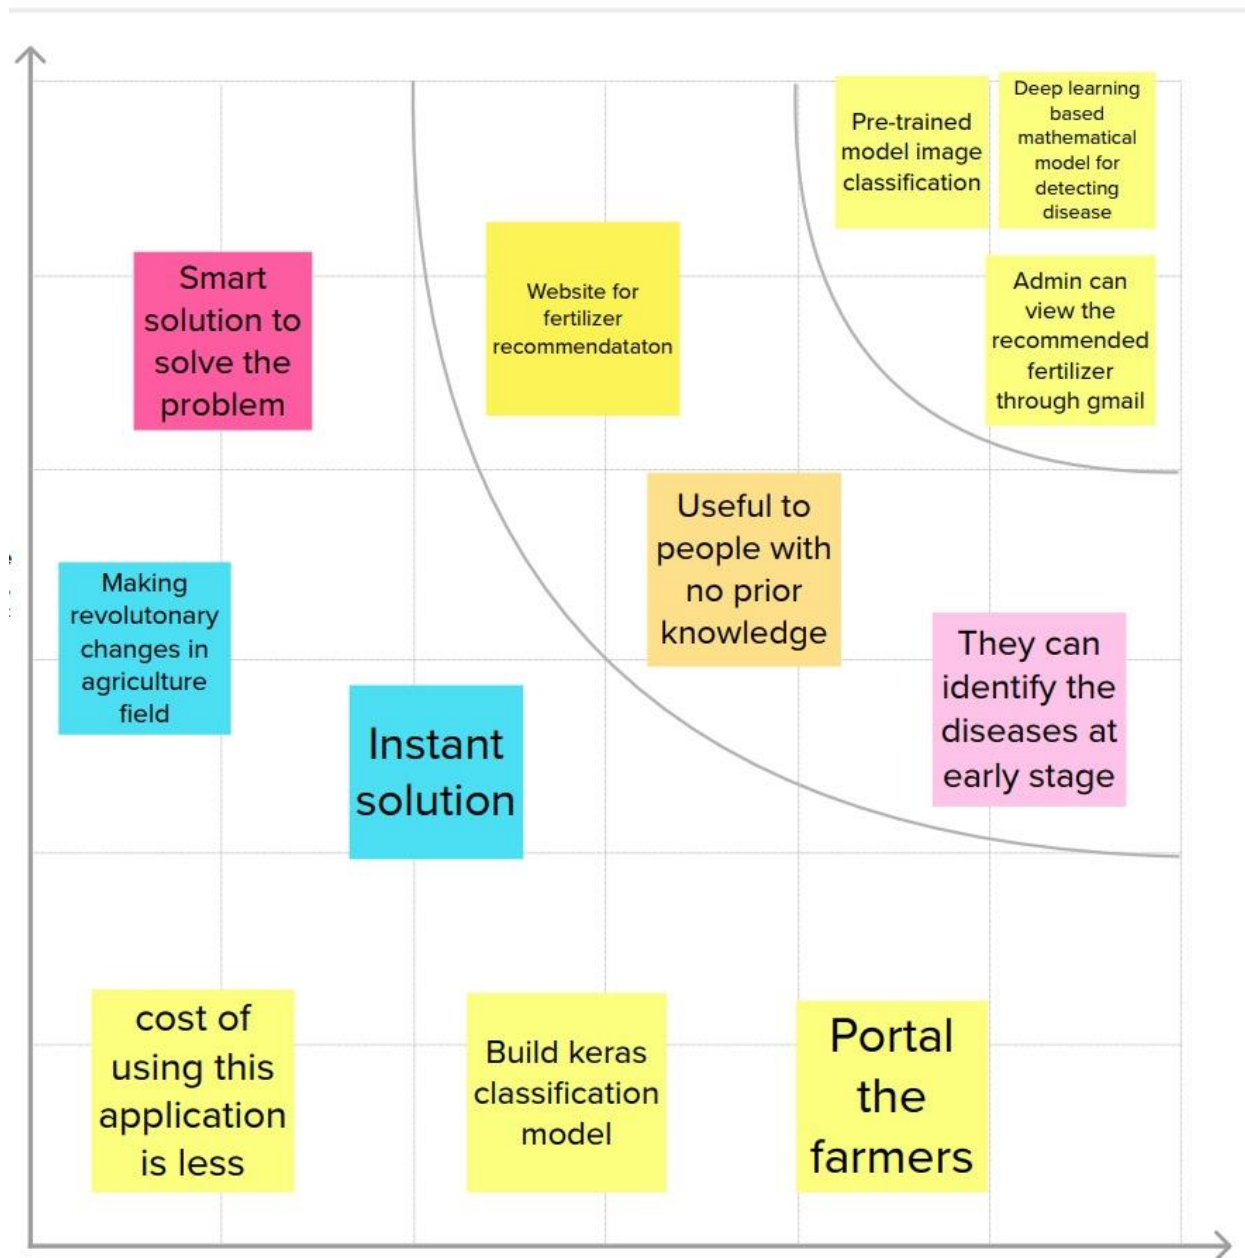 Pre-trained
model image
classification
Deep learning
based
mathematical
model for
detecting
disease
Smart
solution to
solve the
problem
Website for
fertilizer
recommendataton
Admin can
view the
recommended
fertilizer
through gmail
Useful to
people with
no prior
knowledge
Making
revolutonary
changes in
agriculture
field
They can
identify the
diseases at
early stage
Instant
solution
cost of
using this
application
is less
Build keras
classification
model
Portal
the
farmers